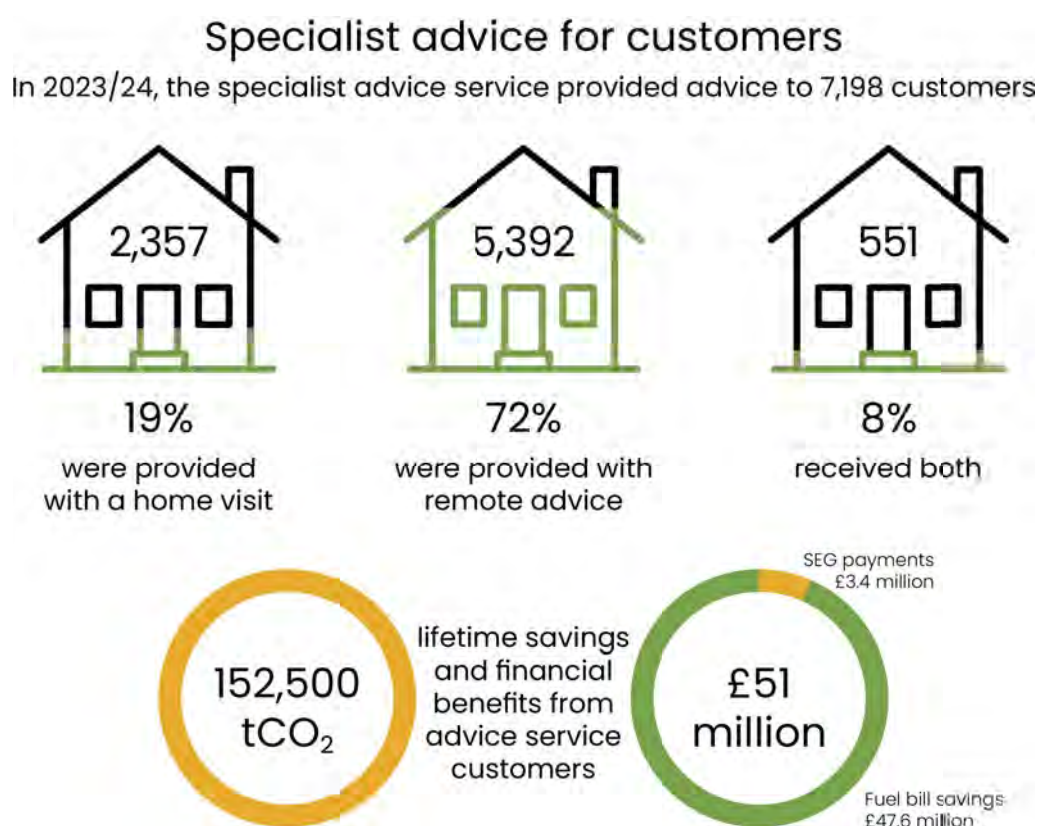 Specialist advice for customers
In 2023/24, the specialist advice service provided advice to 7,198 customers
2,357
5,392
551
19%
72%
8%
were provided
with a home visit
were provided with
remote advice
received both
SEG payments
£3.4 million
152,500
tCO₂
lifetime savings
and financial
benefits from
advice service
customers
£51
million
Fuel bill savings
£47.6 million